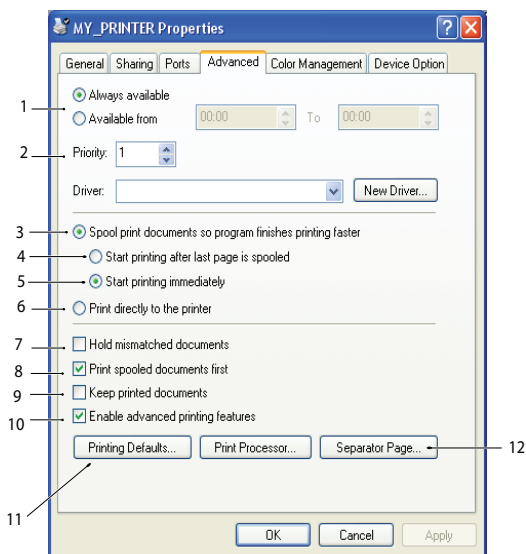 MY_PRINTER Properties
General Sharing Ports Advanced Color Management Device Option
1 Always available
Available from 00:00 To 00:00
2 Priority: 1
Driver: New Driver...
3 Spool print documents so program finishes printing faster
4 Start printing after last page is spooled
5 Start printing immediately
6 Print directly to the printer
7 Hold mismatched documents
8 Print spooled documents first
9 Keep printed documents
10 Enable advanced printing features
Printing Defaults... Print Processor... Separator Page... 12
11
OK Cancel Apply